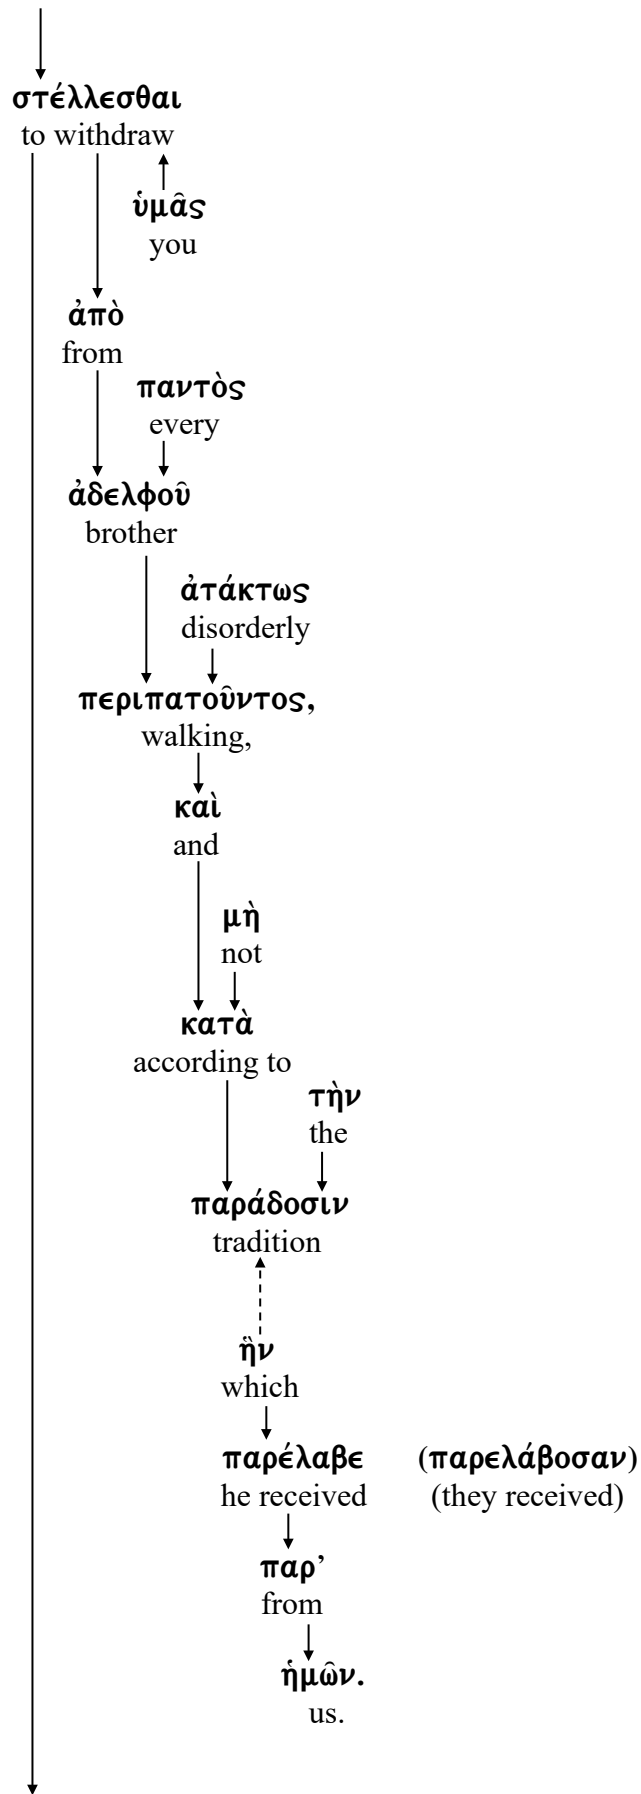 στέλλεσθαι
to withdraw
ὑμᾶς
you
ἀπὸ
from
παντὸς
every
ἀδελφοῦ
brother
ἀτάκτως
disorderly
περιπατοῦντος,
walking,
καὶ
and
μὴ
not
κατὰ
according to
τὴν
the
παράδοσιν
tradition
ἣν
which
παρέλαβε (παρελάβοσαν)
he received (they received)
παρ’
from
ἡμῶν.
us.